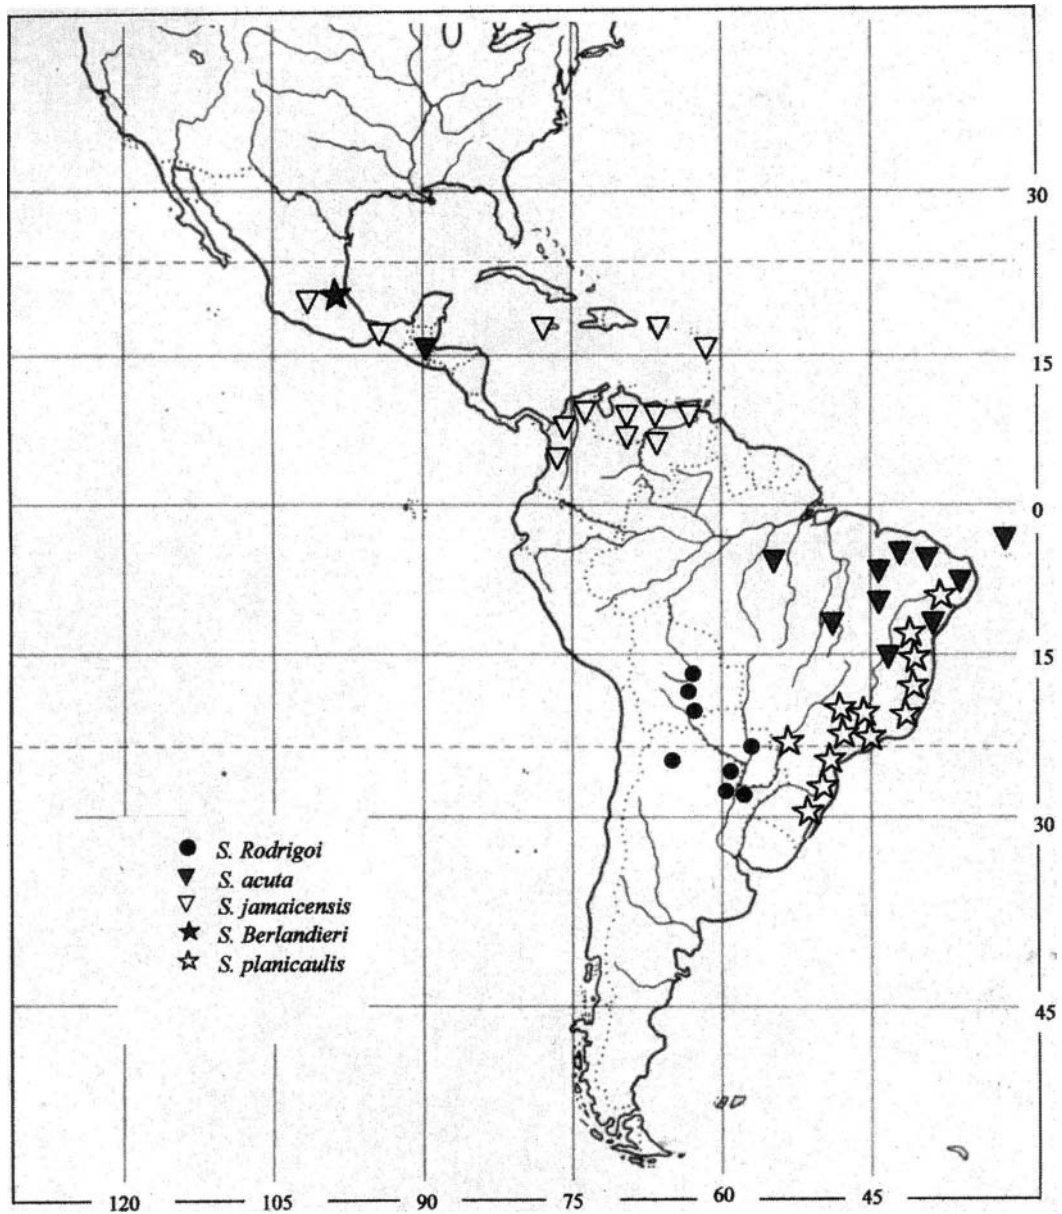 30
15
0
15
30
S. Rodrigoi
S. acuta
S. jamaicensis
S. Berlandieri
S. planicaulis
45
120 105 90 75 60 45